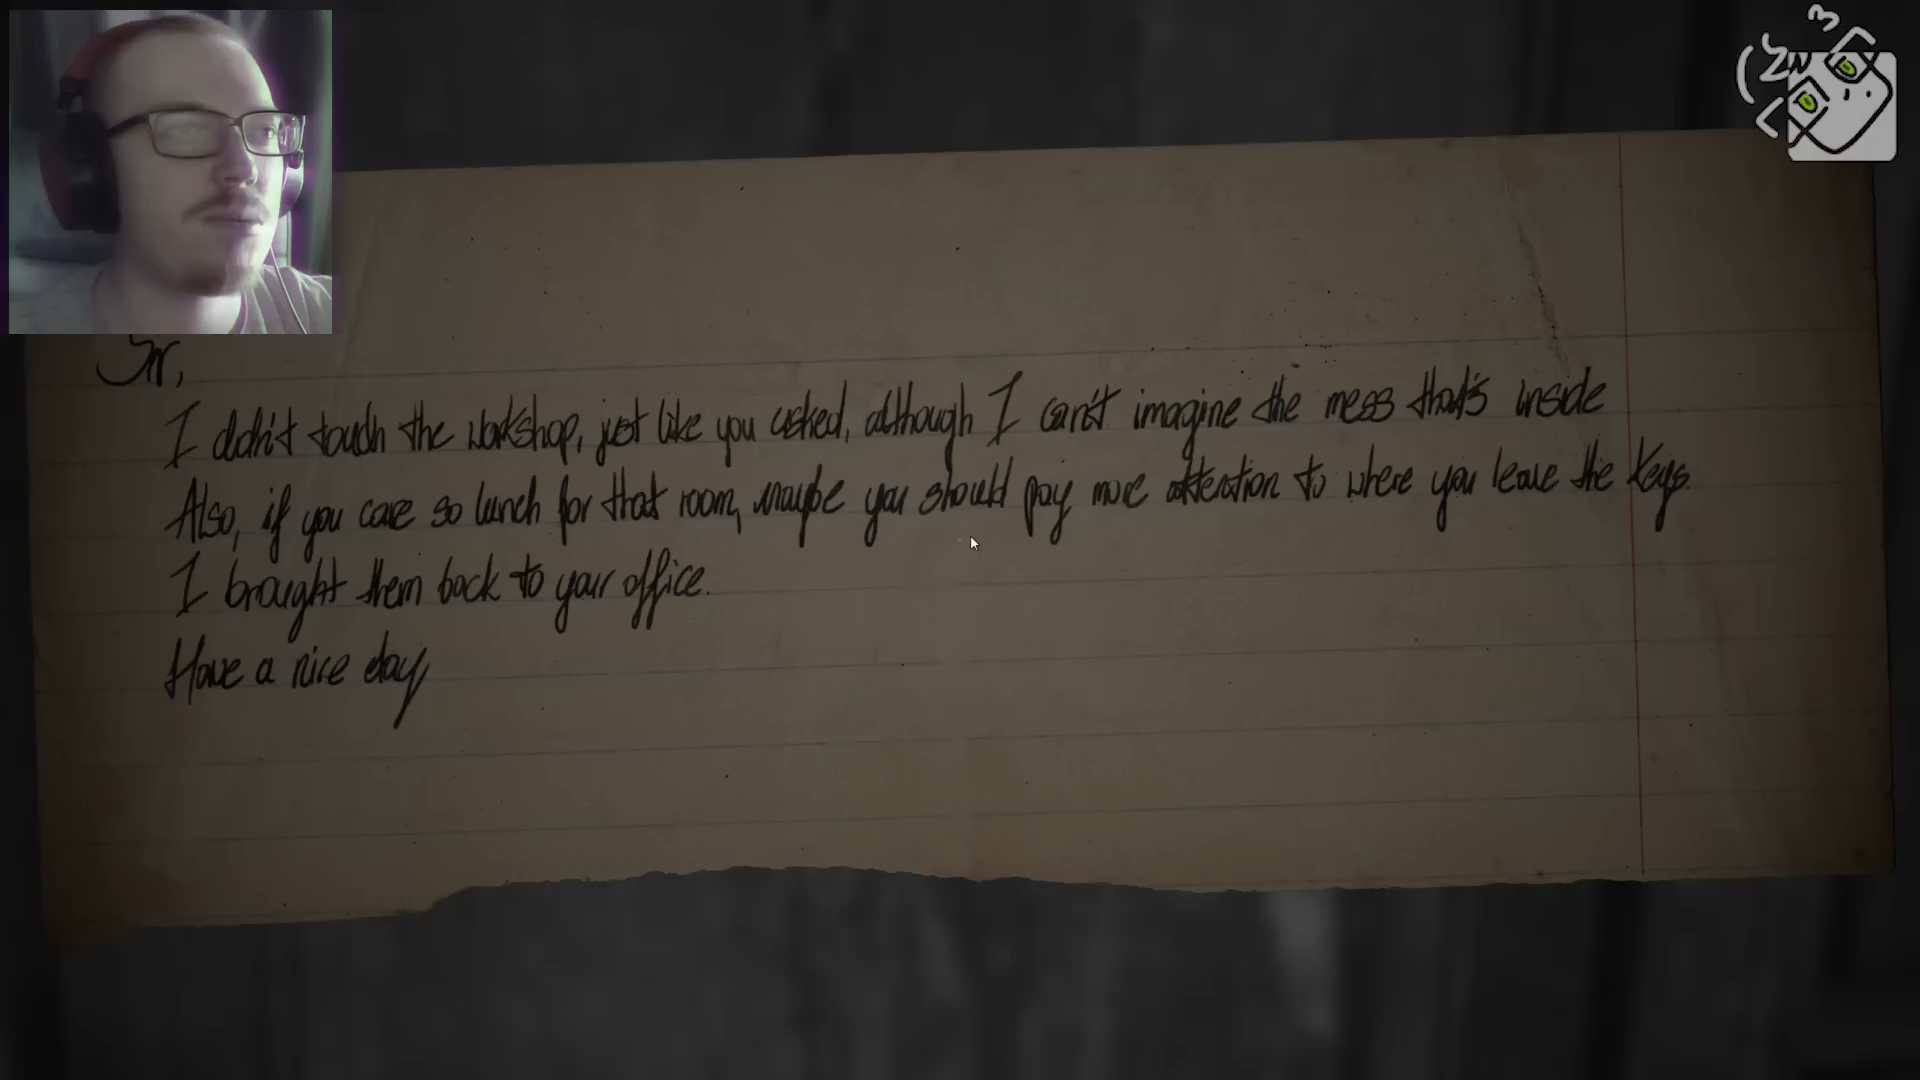 Sir,
I didn't touch the workshop, just like you asked, although I can't imagine the mess that's inside
Also, if you care so much for that room, maybe you should pay more attention to where you leave the keys.
I brought them back to your office.
Have a nice day